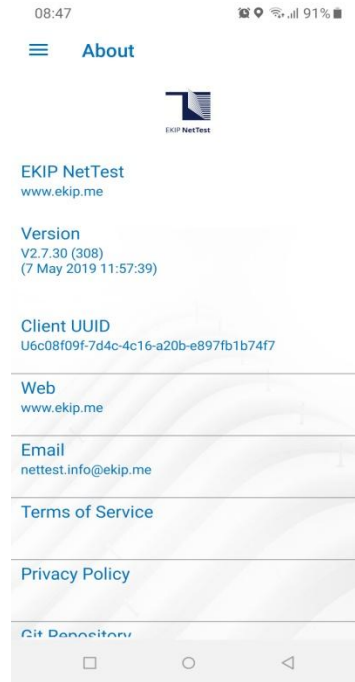 08:47
91%
About
EKIP NetTest
EKIP NetTest
www.ekip.me
Version
V2.7.30 (308)
(7 May 2019 11:57:39)
Client UUID
U6c08f09f-7d4c-4c16-a20b-e897fb1b74f7
Web
www.ekip.me
Email
nettest.info@ekip.me
Terms of Service
Privacy Policy
Git Repository